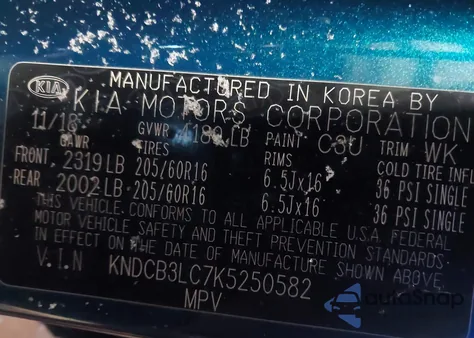 MANUFACTURED IN KOREA BY
KIA KIA MOTORS CORPORATION
11/18 GVWR 4189 LB PAINT C3U TRIM WK
GAWR TIRES RIMS COLD TIRE INFL
FRONT, 2319 LB 205/60R16 6.5Jx16 36 PSI SINGLE
REAR 2002 LB 205/60R16 6.5Jx16 36 PSI SINGLE
THIS VEHICLE CONFORMS TO ALL APPLICABLE U.S.A. FEDERAL
MOTOR VEHICLE SAFETY AND THEFT PREVENTION STANDARDS
IN EFFECT ON THE DATE OF MANUFACTURE SHOWN ABOVE.
V.I.N KNDCB3LC7K5250582
MPV
autoSnap